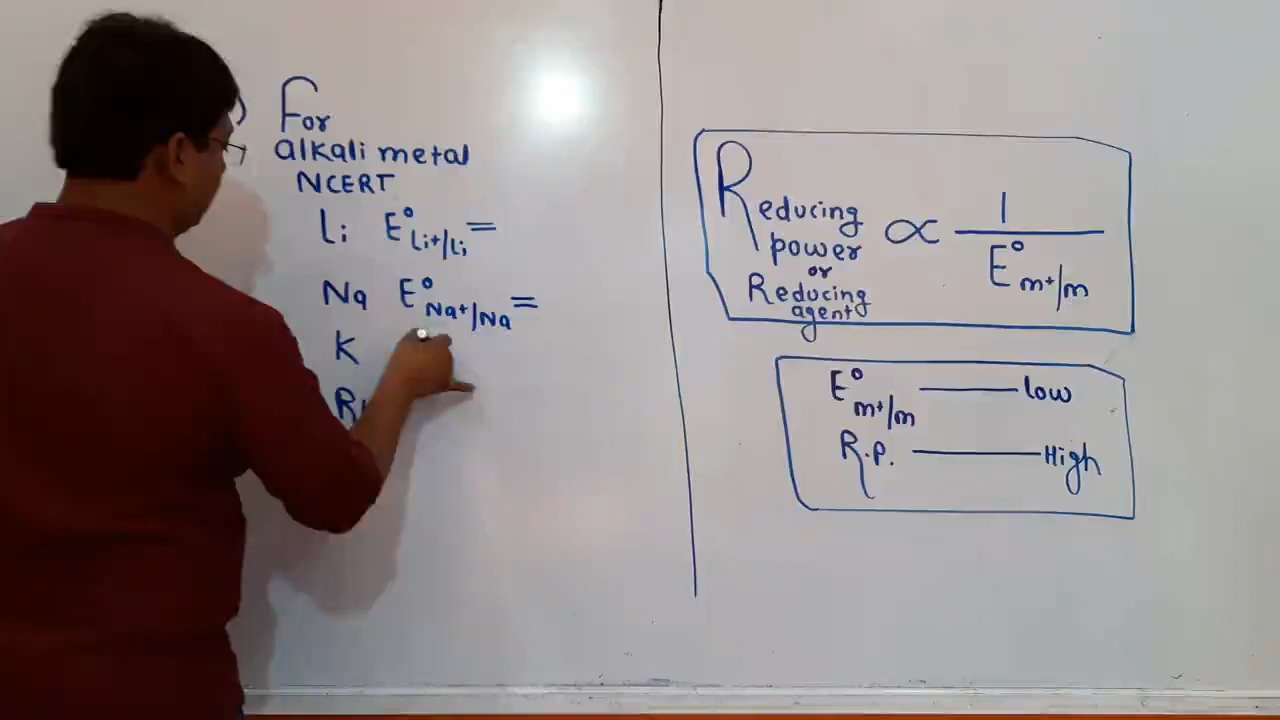 ) For
alkali metal
NCERT
Li E°Li+/Li =
Na E°Na+/Na =
K
R
Reducing power or Reducing agent ∝ 1/E°m+/m
E°m+/m — low
R.P. — High